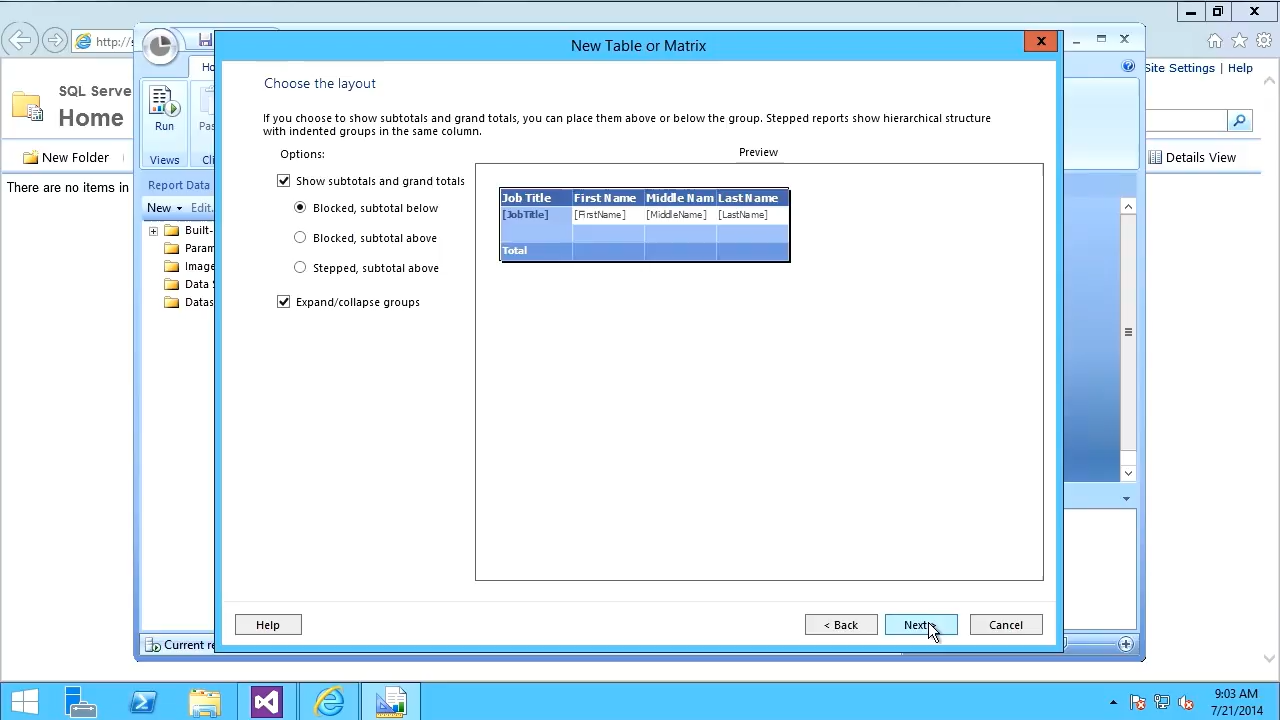 New Table or Matrix
http://
Site Settings | Help
SQL Serve
Home
Run
Views
New Folder
Details View
There are no items in
Report Data
New
Edit.
Built-
Param
Image
Data
Datas
Current re
Choose the layout
If you choose to show subtotals and grand totals, you can place them above or below the group. Stepped reports show hierarchical structure
with indented groups in the same column.
Options:
Preview
Show subtotals and grand totals
Blocked, subtotal below
Blocked, subtotal above
Stepped, subtotal above
Expand/collapse groups
Job Title First Name Middle Nam Last Name
[JobTitle] [FirstName] [MiddleName] [LastName]
Total
Help
< Back
Next
Cancel
9:03 AM
7/21/2014